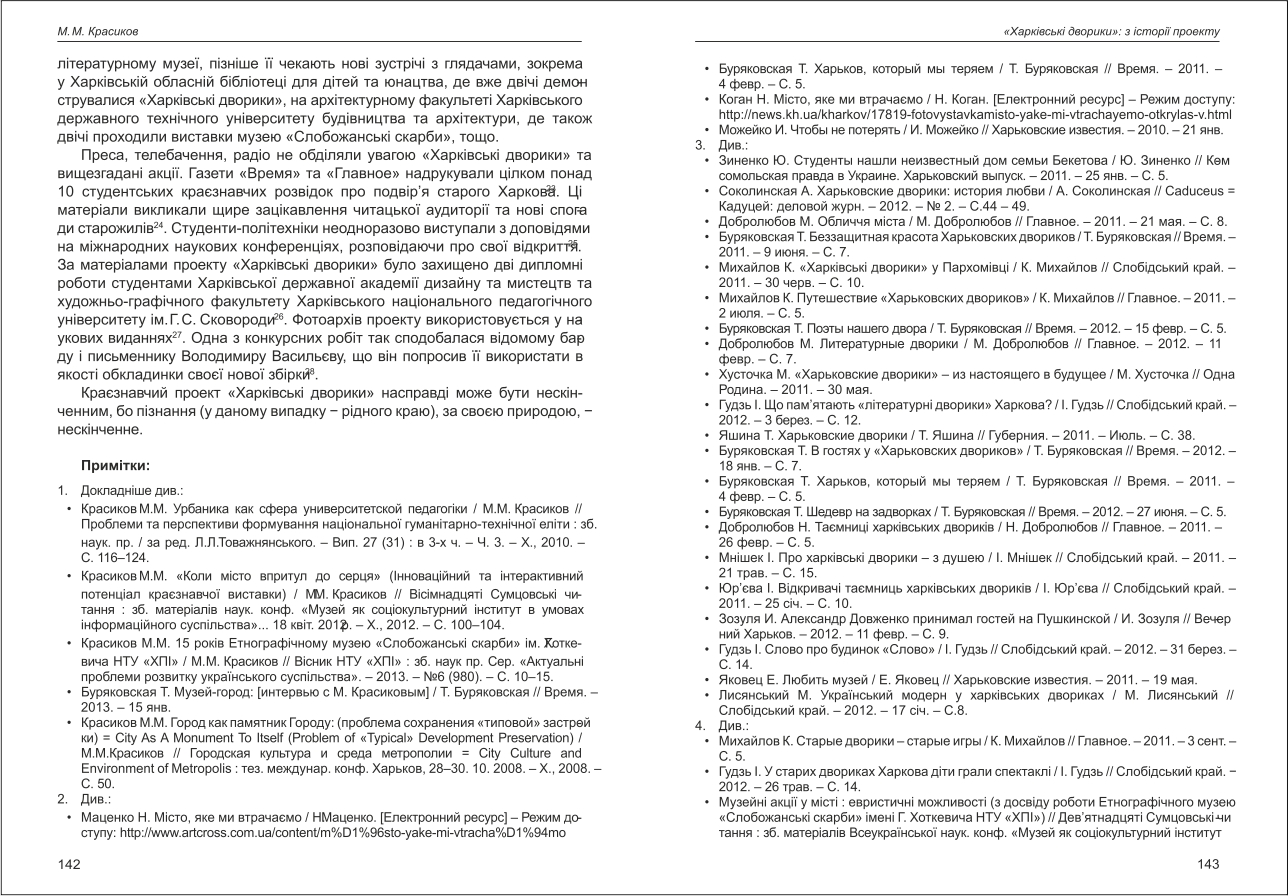 М. М. Красиков
літературному музеї, пізніше її чекають нові зустрічі з глядачами, зокрема
у Харківській обласній бібліотеці для дітей та юнацтва, де вже двічі демон-
струвалися «Харківські дворики», на архітектурному факультеті Харківського
державного технічного університету будівництва та архітектури, де також
двічі проходили виставки музею «Слобожанські скарби», тощо.
Преса, телебачення, радіо не обділяли увагою «Харківські дворики» та
вищезгадані акції. Газети «Время» та «Главное» надрукували цілком понад
10 студентських краєзнавчих розвідок про подвір’я старого Харкова. Ці
матеріали викликали щире зацікавлення читацької аудиторії та нові спога-
ди старожилів24. Студенти-політехніки неодноразово виступали з доповідями
на міжнародних наукових конференціях, розповідаючи про свої відкриття.
За матеріалами проекту «Харківські дворики» було захищено дві дипломні
роботи студентами Харківської державної академії дизайну та мистецтв та
художньо-графічного факультету Харківського національного педагогічного
університету ім. Г. С. Сковороди26. Фотоархів проекту використовується у на-
укових виданнях27. Одна з конкурсних робіт так сподобалася відомому бар-
ду і письменнику Володимиру Васильєву, що він попросив її використати в
якості обкладинки своєї нової збірки28.
Краєзнавчий проект «Харківські дворики» насправді може бути нескін-
ченним, бо пізнання (у даному випадку – рідного краю), за своєю природою, –
нескінченне.
Примітки:
1. Докладніше див.:
• Красиков М.М. Урбаника как сфера университетской педагогіки / М.М. Красиков //
Проблеми та перспективи формування національної гуманітарно-технічної еліти : зб.
наук. пр. / за ред. Л.Л.Товажнянського. – Вип. 27 (31) : в 3-х ч. – Ч. 3. – Х., 2010. –
С. 116–124.
• Красиков М.М. «Коли місто впритул до серця» (Інноваційний та інтерактивний
потенціал краєзнавчої виставки) / М.М. Красиков // Вісімнадцяті Сумцовські чи-
тання : зб. матеріалів наук. конф. «Музей як соціокультурний інститут в умовах
інформаційного суспільства»... 18 квіт. 2012 р. – Х., 2012. – С. 100–104.
• Красиков М.М. 15 років Етнографічному музею «Слобожанські скарби» ім. Г. Хотке-
вича НТУ «ХПІ» / М.М. Красиков // Вісник НТУ «ХПІ» : зб. наук пр. Сер. «Актуальні
проблеми розвитку українського суспільства». – 2013. – №6 (980). – С. 10–15.
• Буряковская Т. Музей-город: [интервью с М. Красиковым] / Т. Буряковская // Время. –
2013. – 15 янв.
• Красиков М.М. Город как памятник Городу: (проблема сохранения «типовой» застрой-
ки) = City As A Monument To Itself (Problem of «Typical» Development Preservation) /
М.М.Красиков // Городская культура и среда метрополии = City Culture and
Environment of Metropolis : тез. междунар. конф. Харьков, 28–30. 10. 2008. – Х., 2008. –
С. 50.
2. Див.:
• Маценко Н. Місто, яке ми втрачаємо / Н.Маценко. [Електронний ресурс] – Режим до-
ступу: http://www.artcross.com.ua/content/m%D1%96sto-yake-mi-vtracha%D1%94mo
142
«Харківські дворики»: з історії проекту
• Буряковская Т. Харьков, который мы теряем / Т. Буряковская // Время. – 2011. –
4 февр. – С. 5.
• Коган Н. Місто, яке ми втрачаємо / Н. Коган. [Електронний ресурс] – Режим доступу:
http://news.kh.ua/kharkov/17819-fotovystavkamisto-yake-mi-vtrachayemo-otkrylas-v.html
• Можейко И. Чтобы не потерять / И. Можейко // Харьковские известия. – 2010. – 21 янв.
3. Див.:
• Зиненко Ю. Студенты нашли неизвестный дом семьи Бекетова / Ю. Зиненко // Ком-
сомольская правда в Украине. Харьковский выпуск. – 2011. – 25 янв. – С. 5.
• Соколинская А. Харьковские дворики: история любви / А. Соколинская // Caduceus =
Кадуцей: деловой журн. – 2012. – № 2. – С.44 – 49.
• Добролюбов М. Обличчя міста / М. Добролюбов // Главное. – 2011. – 21 мая. – С. 8.
• Буряковская Т. Беззащитная красота Харьковских двориков / Т. Буряковская // Время. –
2011. – 9 июня. – С. 7.
• Михайлов К. «Харківські дворики» у Пархомівці / К. Михайлов // Слобідський край. –
2011. – 30 черв. – С. 10.
• Михайлов К. Путешествие «Харьковских двориков» / К. Михайлов // Главное. – 2011. –
2 июля. – С. 5.
• Буряковская Т. Поэты нашего двора / Т. Буряковская // Время. – 2012. – 15 февр. – С. 5.
• Добролюбов М. Литературные дворики / М. Добролюбов // Главное. – 2012. – 11
февр. – С. 7.
• Хусточка М. «Харьковские дворики» – из настоящего в будущее / М. Хусточка // Одна
Родина. – 2011. – 30 мая.
• Гудзь І. Що пам’ятають «літературні дворики» Харкова? / І. Гудзь // Слобідський край. –
2012. – 3 берез. – С. 12.
• Яшина Т. Харьковские дворики / Т. Яшина // Губерния. – 2011. – Июль. – С. 38.
• Буряковская Т. В гостях у «Харьковских двориков» / Т. Буряковская // Время. – 2012. –
18 янв. – С. 7.
• Буряковская Т. Харьков, который мы теряем / Т. Буряковская // Время. – 2011. –
4 февр. – С. 5.
• Буряковская Т. Шедевр на задворках / Т. Буряковская // Время. – 2012. – 27 июня. – С. 5.
• Добролюбов Н. Таємниці харківських двориків / Н. Добролюбов // Главное. – 2011. –
26 февр. – С. 5.
• Мнішек І. Про харківські дворики – з душею / І. Мнішек // Слобідський край. – 2011. –
21 трав. – С. 15.
• Юр’єва І. Відкривачі таємниць харківських двориків / І. Юр’єва // Слобідський край. –
2011. – 25 січ. – С. 10.
• Зозуля И. Александр Довженко принимал гостей на Пушкинской / И. Зозуля // Вечер-
ний Харьков. – 2012. – 11 февр. – С. 9.
• Гудзь І. Слово про будинок «Слово» / І. Гудзь // Слобідський край. – 2012. – 31 берез. –
С. 14.
• Яковец Е. Любить музей / Е. Яковец // Харьковские известия. – 2011. – 19 мая.
• Лисянський М. Український модерн у харківських двориках / М. Лисянський //
Слобідський край. – 2012. – 17 січ. – С.8.
4. Див.:
• Михайлов К. Старые дворики – старые игры / К. Михайлов // Главное. – 2011. – 3 сент. –
С. 5.
• Гудзь І. У старих двориках Харкова діти грали спектаклі / І. Гудзь // Слобідський край. –
2012. – 26 трав. – С. 14.
• Музейні акції у місті : евристичні можливості (з досвіду роботи Етнографічного музею
«Слобожанські скарби» імені Г. Хоткевича НТУ «ХПІ») // Дев’ятнадцяті Сумцовські чи-
тання : зб. матеріалів Всеукраїнської наук. конф. «Музей як соціокультурний інститут
143